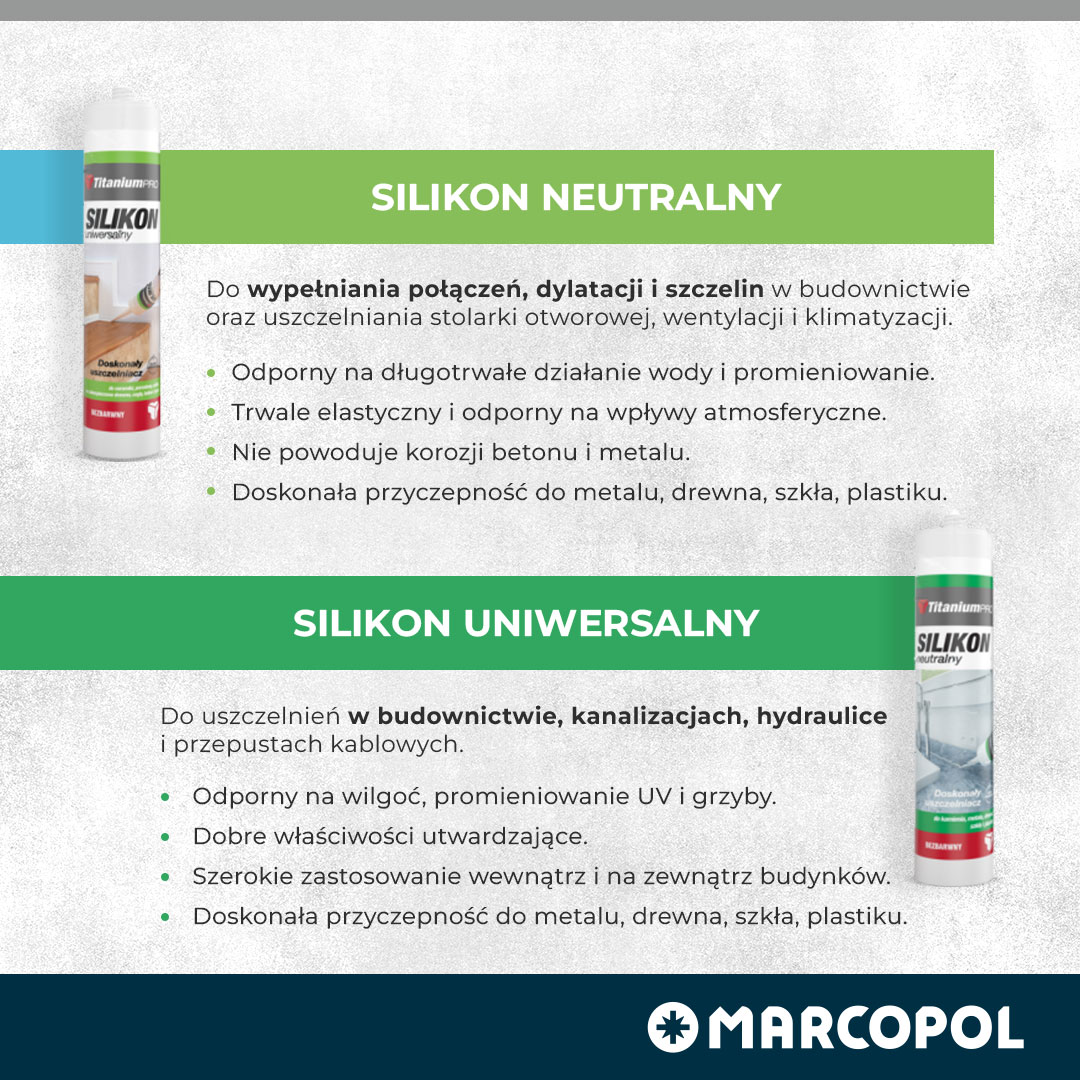 SILIKON NEUTRALNY
TitaniumPRO
SILIKON
uniwersalny
Doskonały
uszczelniacz
BEZBARWNY
Do wypełniania połączeń, dylatacji i szczelin w budownictwie
oraz uszczelniania stolarki otworowej, wentylacji i klimatyzacji.
• Odporny na długotrwałe działanie wody i promieniowanie.
• Trwale elastyczny i odporny na wpływy atmosferyczne.
• Nie powoduje korozji betonu i metalu.
• Doskonała przyczepność do metalu, drewna, szkła, plastiku.
SILIKON UNIWERSALNY
TitaniumPRO
SILIKON
neutralny
Doskonały
uszczelniacz
do kamienia, metalu,
BEZBARWNY
Do uszczelnień w budownictwie, kanalizacjach, hydraulice
i przepustach kablowych.
• Odporny na wilgoć, promieniowanie UV i grzyby.
• Dobre właściwości utwardzające.
• Szerokie zastosowanie wewnątrz i na zewnątrz budynków.
• Doskonała przyczepność do metalu, drewna, szkła, plastiku.
MARCOPOL